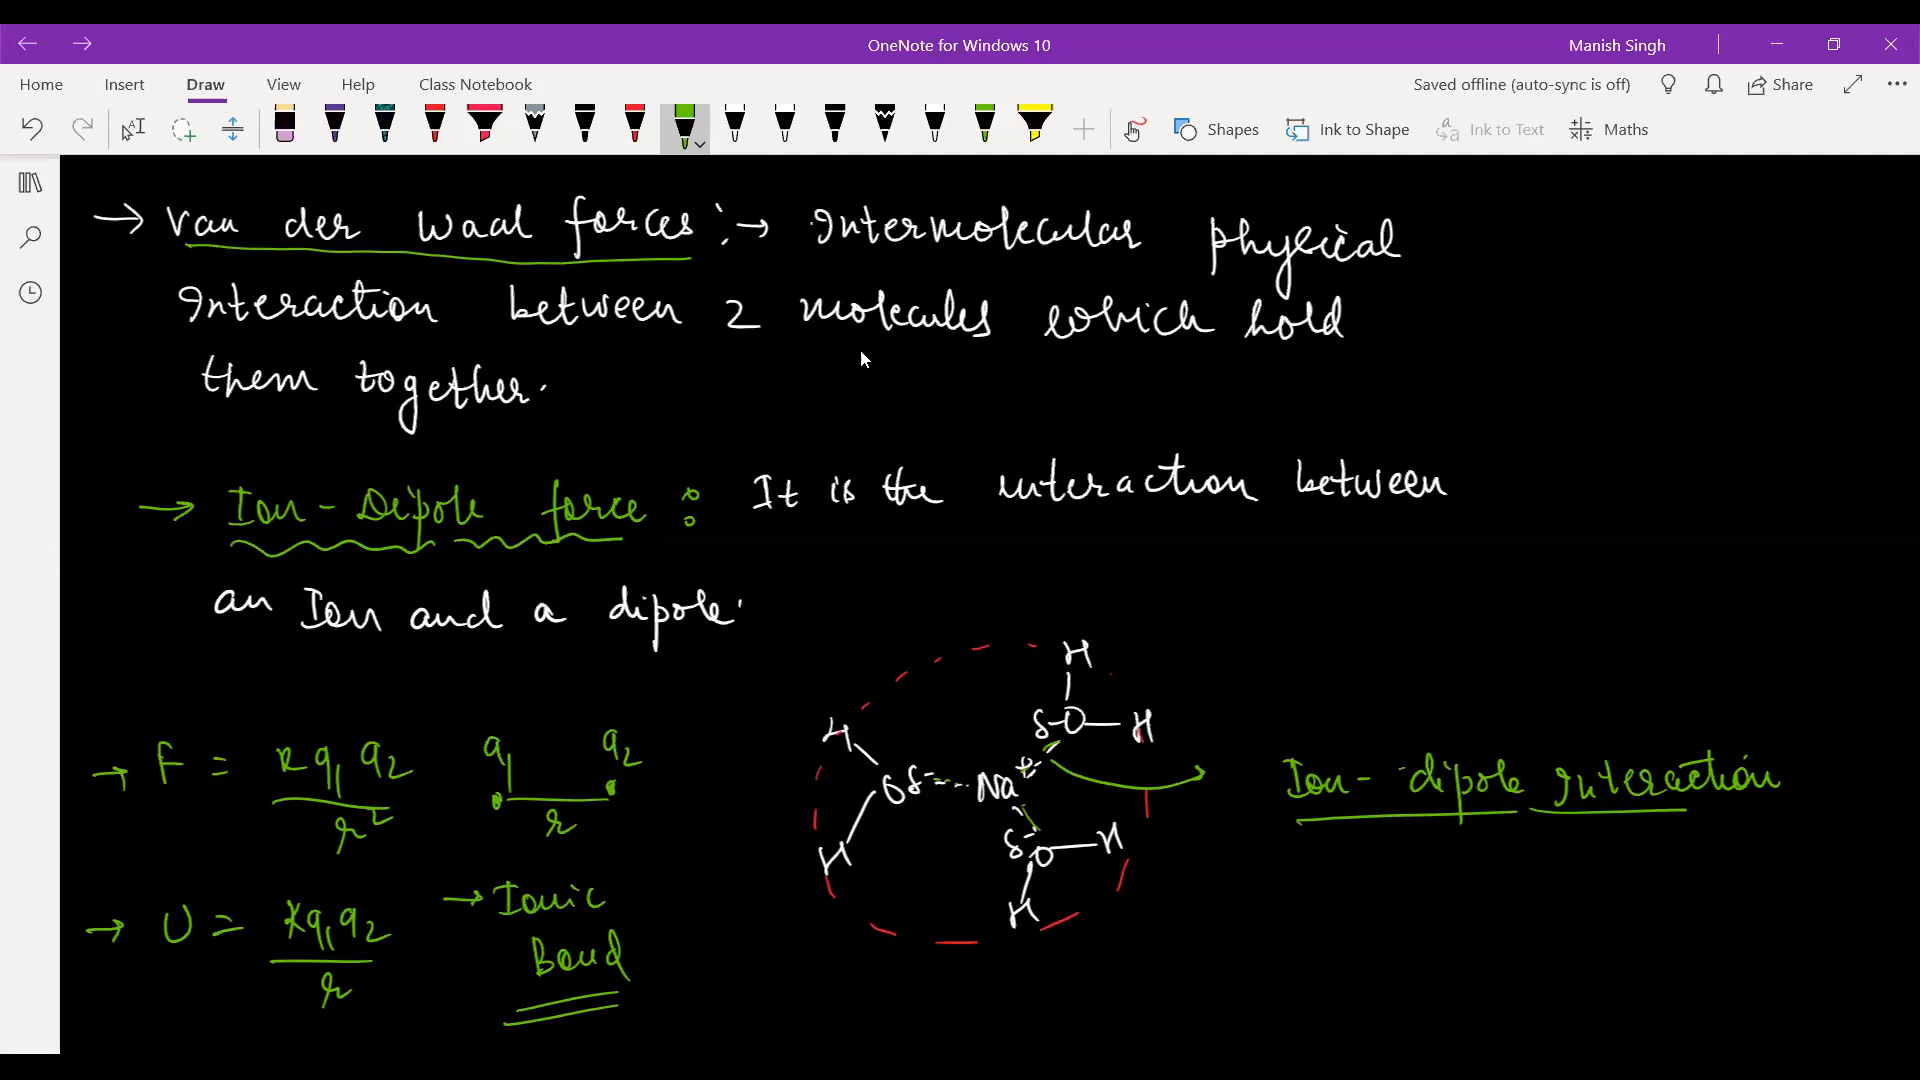 OneNote for Windows 10
Manish Singh
Home Insert Draw View Help Class Notebook
Saved offline (auto-sync is off) Share
Shapes Ink to Shape Ink to Text Maths
→ Van der Waal forces :→ Intermolecular physical
Interaction between 2 molecules which hold
them together.
→ Ion-Dipole force : It is the interaction between
an Ion and a dipole.
→ F = kq₁q₂ / r²
q₁ q₂
r
→ U = kq₁q₂ / r
→ Ionic
Bond
H
δ-O—H
H
Oδ- Na+
H
δ-
O—H
H
Ion-dipole interaction